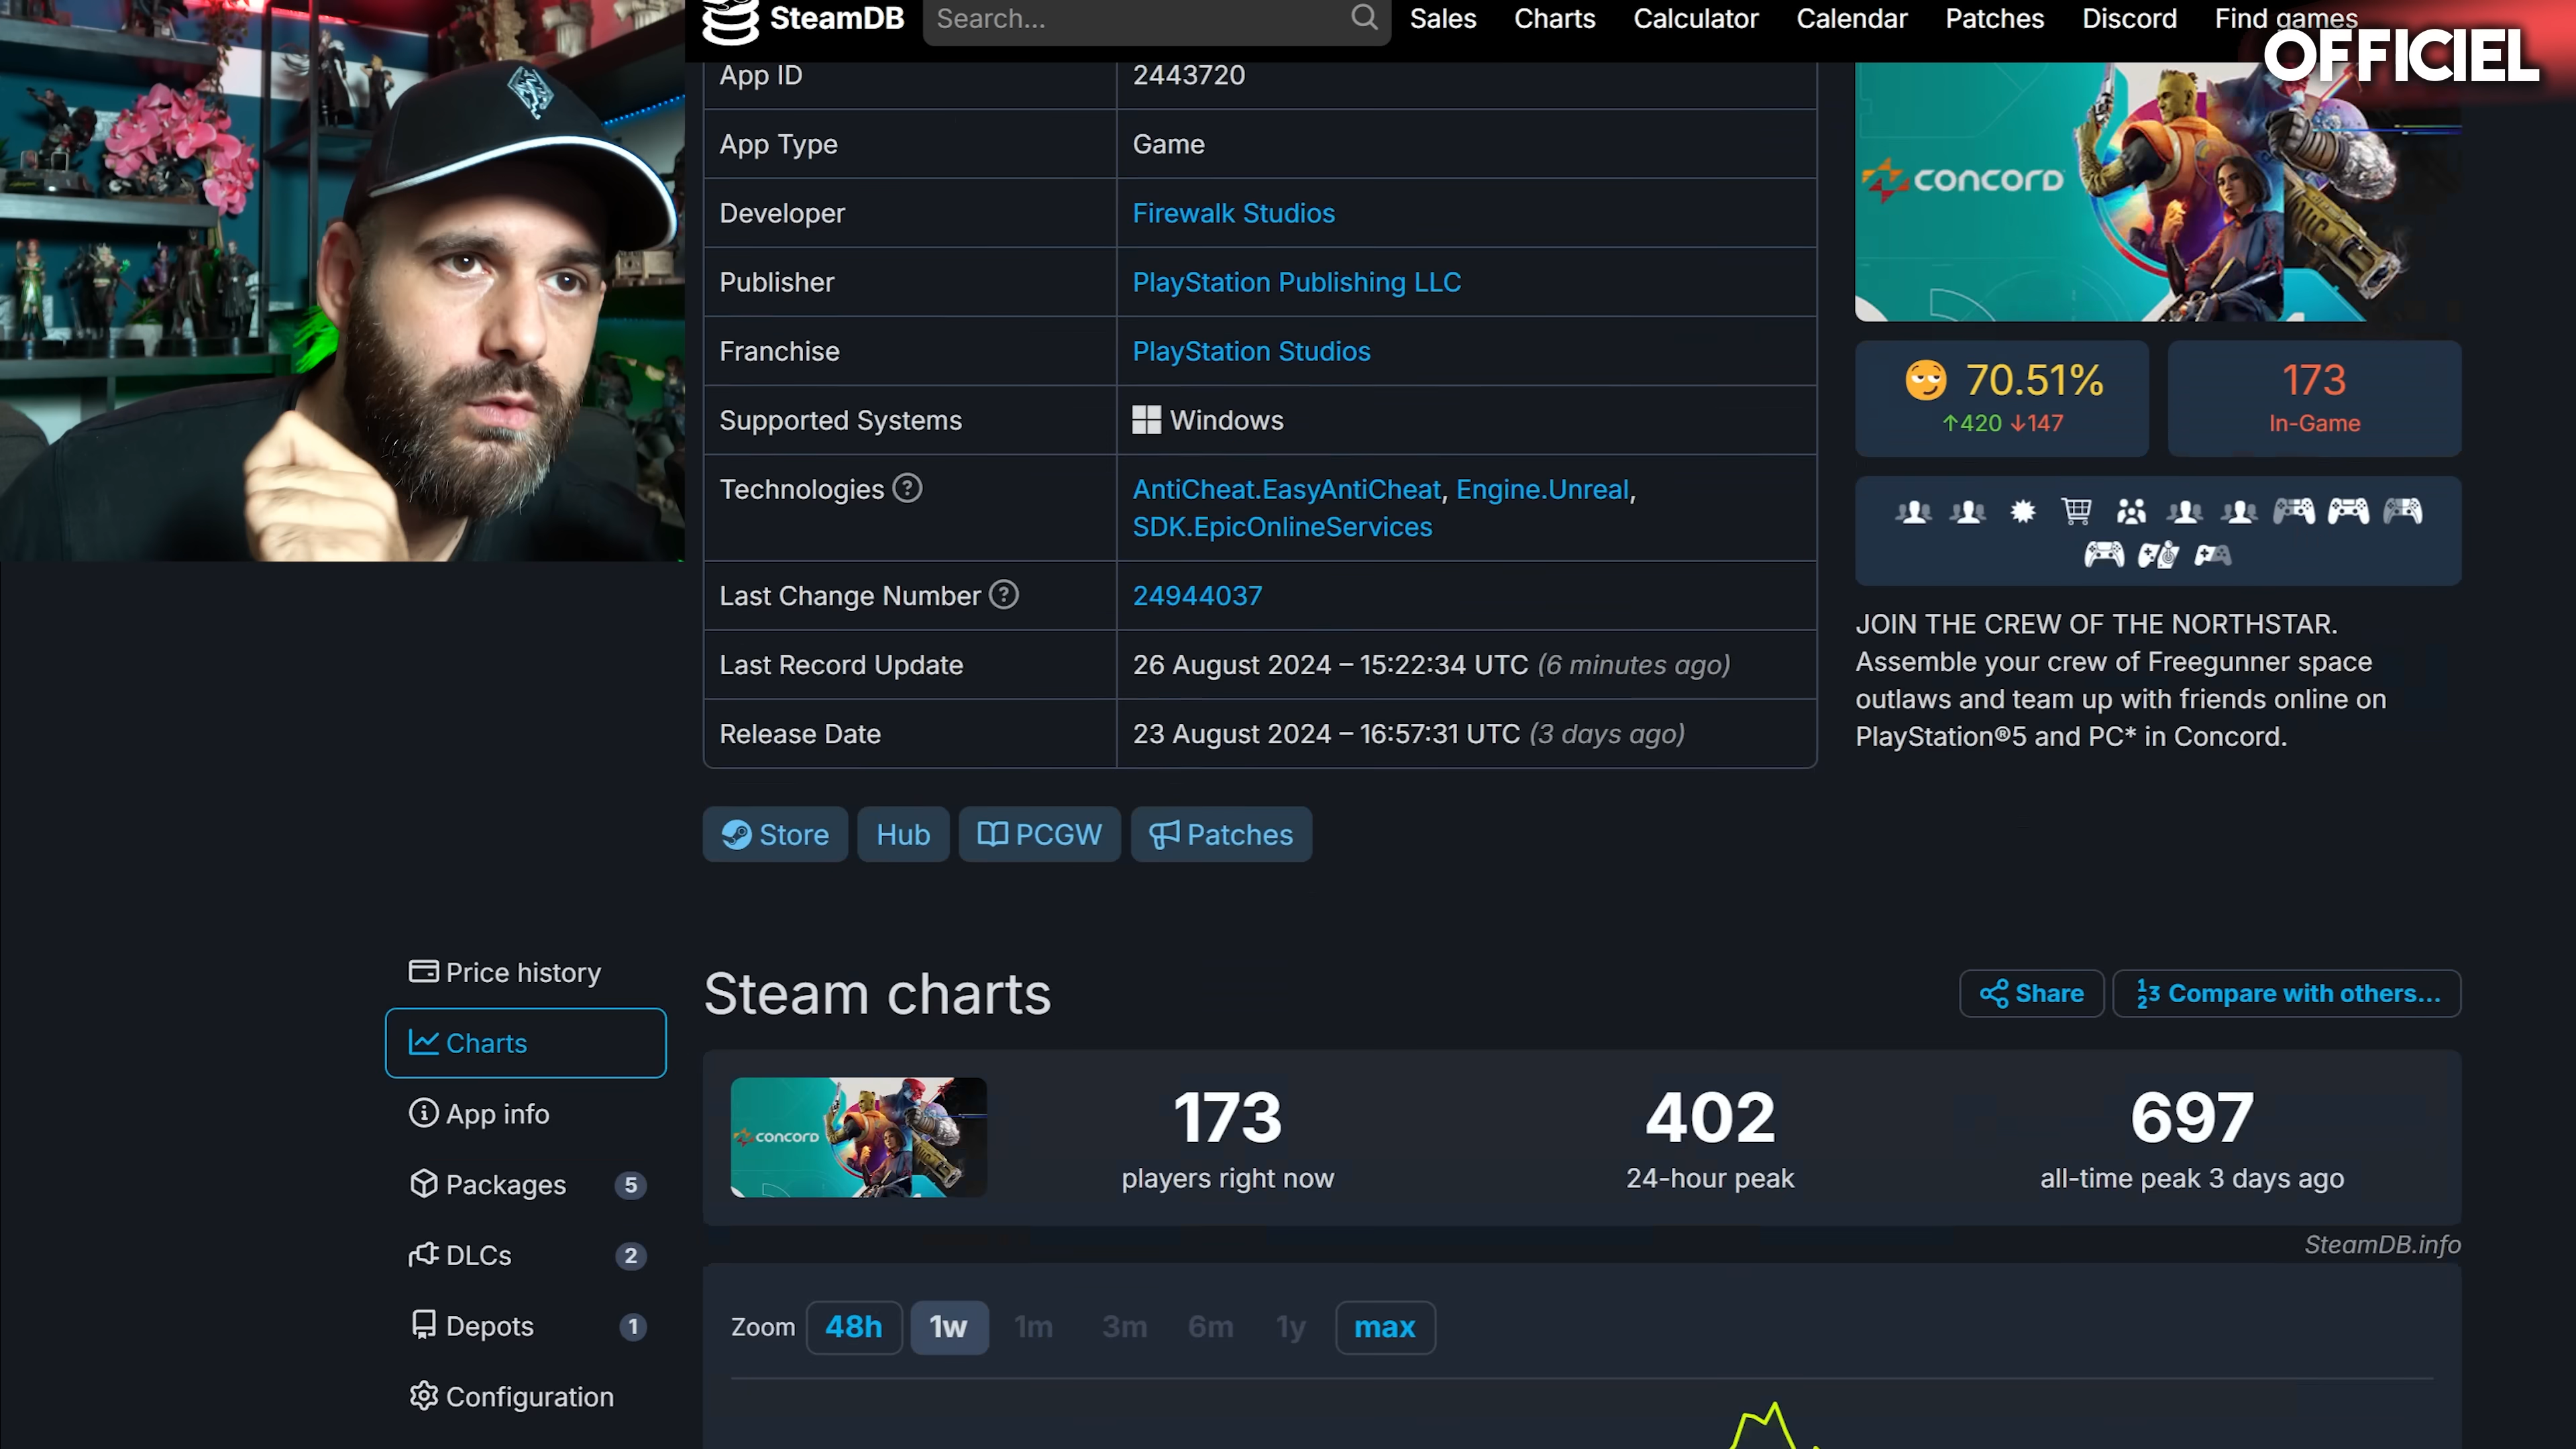 SteamDB Search... Sales Charts Calculator Calendar Patches Discord Find games
OFFICIEL
App ID 2443720
App Type Game
Developer Firewalk Studios
Publisher PlayStation Publishing LLC
Franchise PlayStation Studios
Supported Systems Windows
Technologies AntiCheat.EasyAntiCheat, Engine.Unreal,
SDK.EpicOnlineServices
Last Change Number 24944037
Last Record Update 26 August 2024 – 15:22:34 UTC (6 minutes ago)
Release Date 23 August 2024 – 16:57:31 UTC (3 days ago)
CONCORD
70.51%
↑420 ↓147
173
In-Game
JOIN THE CREW OF THE NORTHSTAR.
Assemble your crew of Freegunner space
outlaws and team up with friends online on
PlayStation®5 and PC* in Concord.
Store Hub PCGW Patches
Price history
Charts
App info
Packages 5
DLCs 2
Depots 1
Configuration
Steam charts
Share Compare with others...
CONCORD
173 402 697
players right now 24-hour peak all-time peak 3 days ago
SteamDB.info
Zoom 48h 1w 1m 3m 6m 1y max